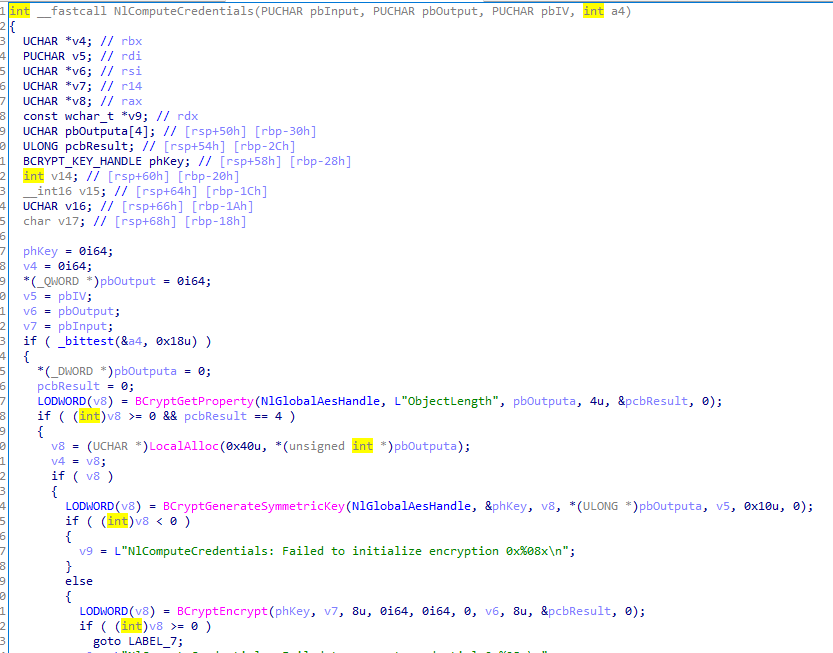 1 int __fastcall NlComputeCredentials(PUCHAR pbInput, PUCHAR pbOutput, PUCHAR pbIV, int a4)
2 {
3 UCHAR *v4; // rbx
4 PUCHAR v5; // rdi
5 UCHAR *v6; // rsi
6 UCHAR *v7; // r14
7 UCHAR *v8; // rax
8 const wchar_t *v9; // rdx
9 UCHAR pbOutputa[4]; // [rsp+50h] [rbp-30h]
0 ULONG pcbResult; // [rsp+54h] [rbp-2Ch]
1 BCRYPT_KEY_HANDLE phKey; // [rsp+58h] [rbp-28h]
2 int v14; // [rsp+60h] [rbp-20h]
3 __int16 v15; // [rsp+64h] [rbp-1Ch]
4 UCHAR v16; // [rsp+66h] [rbp-1Ah]
5 char v17; // [rsp+68h] [rbp-18h]
6
7 phKey = 0i64;
8 v4 = 0i64;
9 *(_QWORD *)pbOutput = 0i64;
0 v5 = pbIV;
1 v6 = pbOutput;
2 v7 = pbInput;
3 if ( _bittest(&a4, 0x18u) )
4 {
5 *(_DWORD *)pbOutputa = 0;
6 pcbResult = 0;
7 LODWORD(v8) = BCryptGetProperty(NlGlobalAesHandle, L"ObjectLength", pbOutputa, 4u, &pcbResult, 0);
8 if ( (int)v8 >= 0 && pcbResult == 4 )
9 {
0 v8 = (UCHAR *)LocalAlloc(0x40u, *(unsigned int *)pbOutputa);
1 v4 = v8;
2 if ( v8 )
3 {
4 LODWORD(v8) = BCryptGenerateSymmetricKey(NlGlobalAesHandle, &phKey, v8, *(ULONG *)pbOutputa, v5, 0x10u, 0);
5 if ( (int)v8 < 0 )
6 {
7 v9 = L"NlComputeCredentials: Failed to initialize encryption 0x%08x\n";
8 }
9 else
0 {
1 LODWORD(v8) = BCryptEncrypt(phKey, v7, 8u, 0i64, 0i64, 0, v6, 8u, &pcbResult, 0);
2 if ( (int)v8 >= 0 )
3 goto LABEL_7;